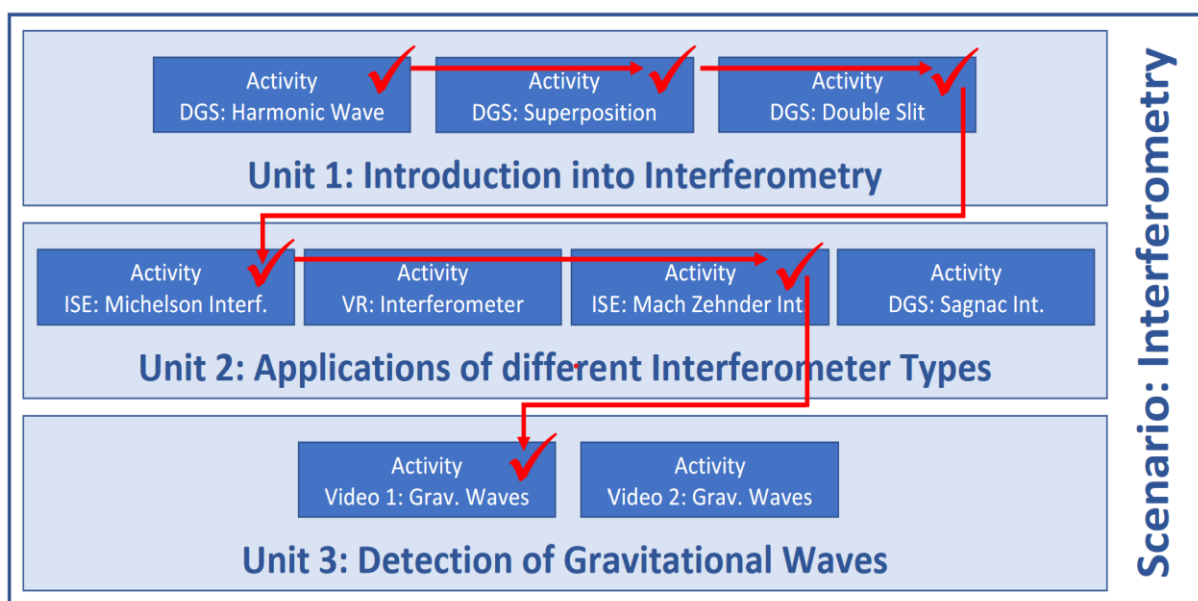 Activity
DGS: Harmonic Wave
Activity
DGS: Superposition
Activity
DGS: Double Slit
Unit 1: Introduction into Interferometry
Activity
ISE: Michelson Interf.
Activity
VR: Interferometer
Activity
ISE: Mach Zehnder Int.
Activity
DGS: Sagnac Int.
Unit 2: Applications of different Interferometer Types
Activity
Video 1: Grav. Waves
Activity
Video 2: Grav. Waves
Unit 3: Detection of Gravitational Waves
Scenario: Interferometry